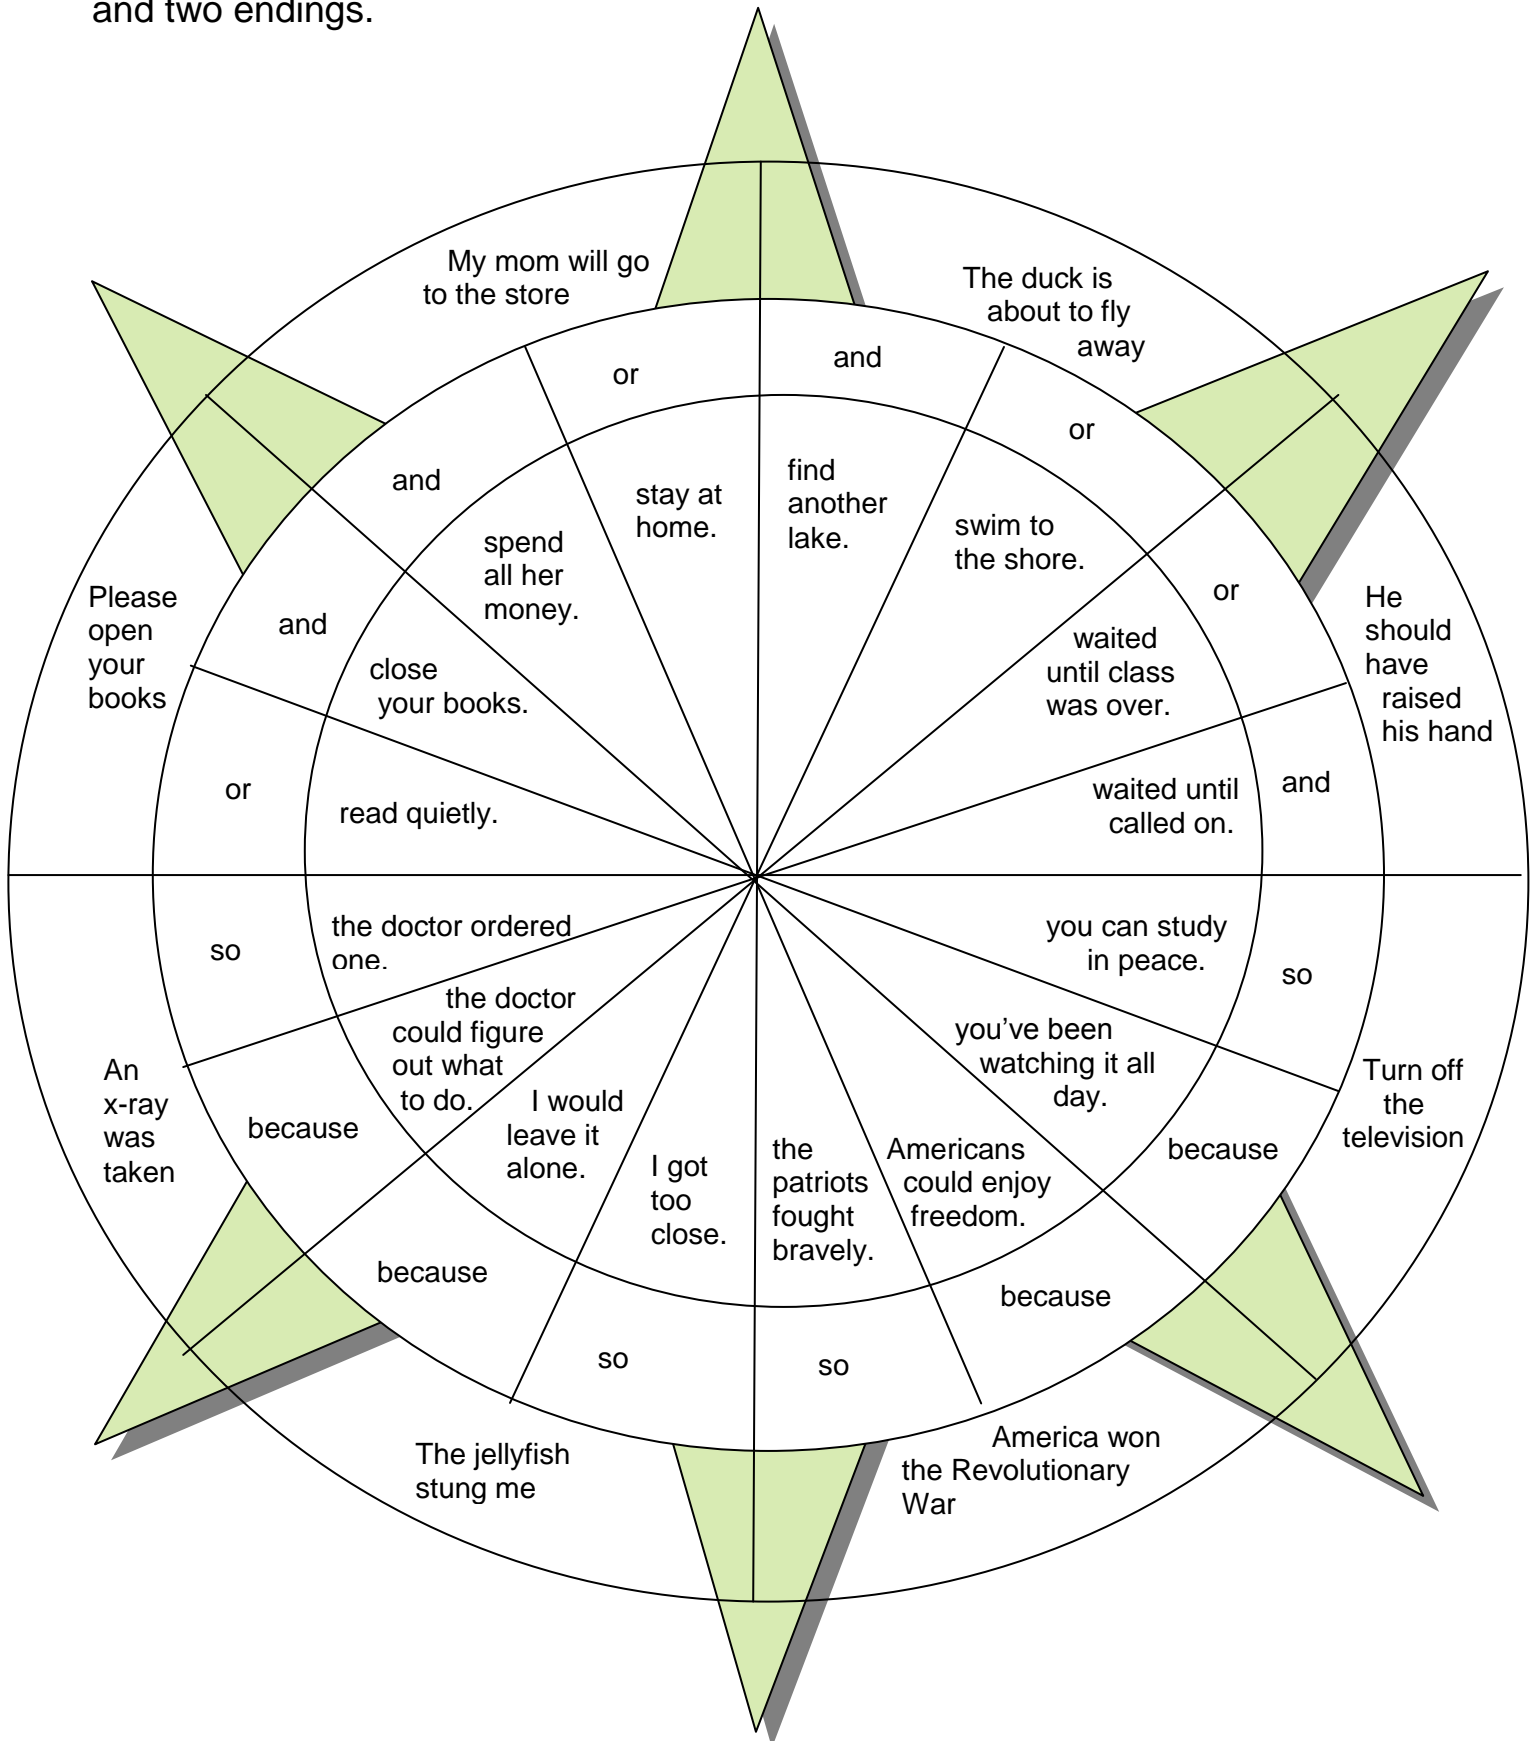 and two endings.
My mom will go
to the store
The duck is
about to fly
away
or
and
or
and
stay at
home.
find
another
lake.
swim to
the shore.
spend
all her
money.
Please
open
your
books
and
close
your books.
or
waited
until class
was over.
He
should
have
raised
his hand
or
read quietly.
waited until
called on.
and
so
the doctor ordered
one.
you can study
in peace.
so
An
x-ray
was
taken
because
the doctor
could figure
out what
to do.
you’ve been
watching it all
day.
because
Turn off
the
television
I would
leave it
alone.
I got
too
close.
the
patriots
fought
bravely.
Americans
could enjoy
freedom.
because
so
so
because
The jellyfish
stung me
America won
the Revolutionary
War